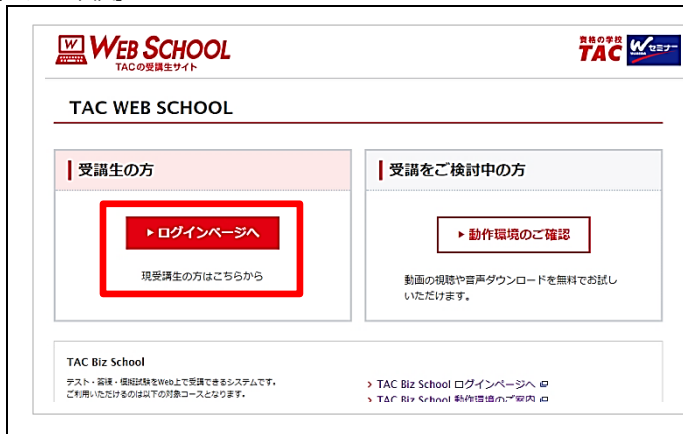 WEB SCHOOL
TACの受講生サイト
資格の学校
TAC Wセミナー
TAC WEB SCHOOL
受講生の方
受講をご検討中の方
ログインページへ
動作環境のご確認
現受講生の方はこちらから
動画の視聴や音声ダウンロードを無料でお試し
いただけます。
TAC Biz School
テスト・答練・模擬試験をWeb上で受講できるシステムです。
ご利用いただけるのは以下の対象コースとなります。
TAC Biz School ログインページへ
TAC Biz School 動作環境のご案内